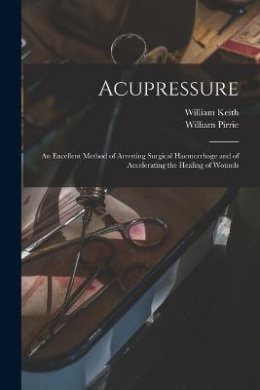 ACUPRESSURE
William Keith
William Pirrie
An Excellent Method of Arresting Surgical Haemorrhage and of
Accelerating the Healing of Wounds